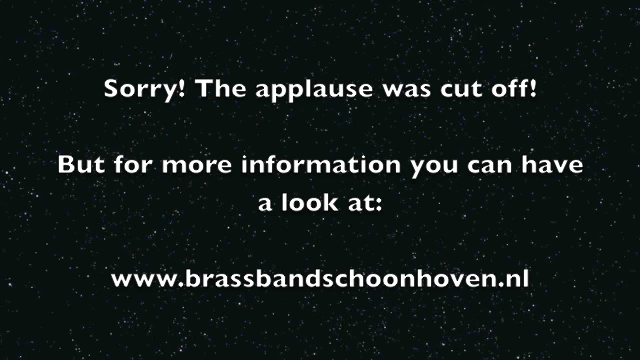 Sorry! The applause was cut off!
But for more information you can have
a look at:
www.brassbandschoonhoven.nl